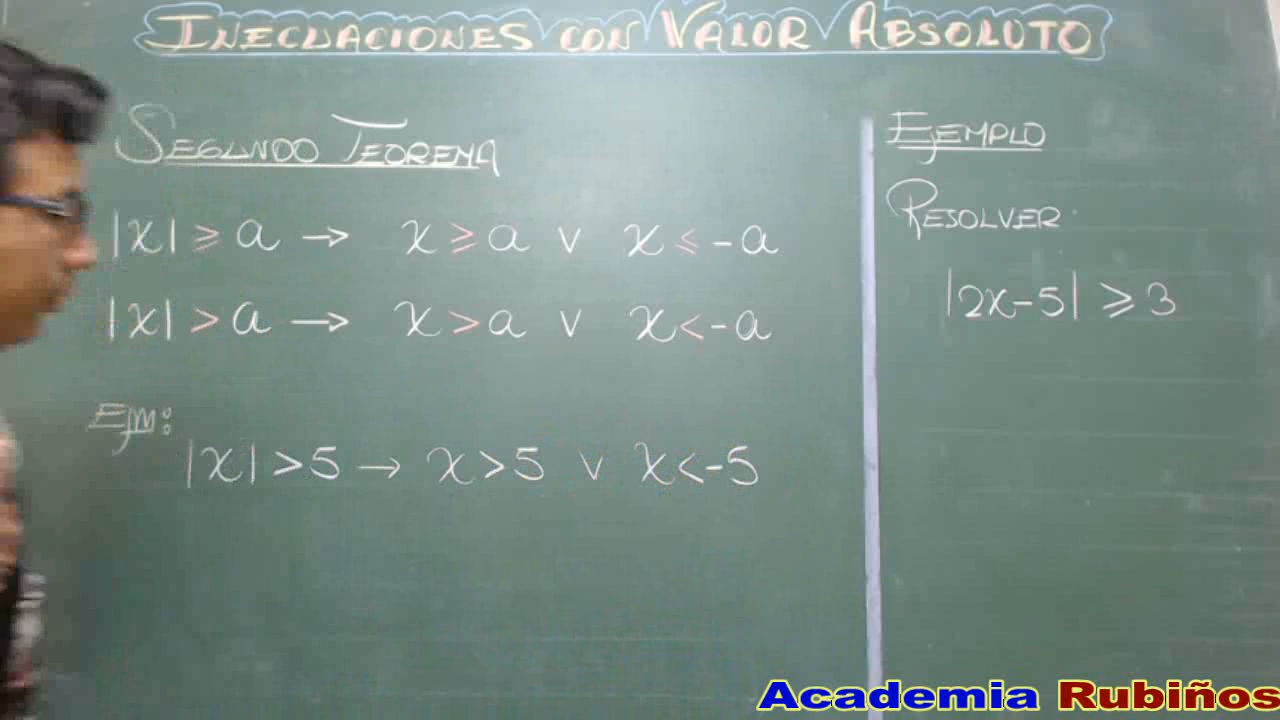 INECUACIONES CON VALOR ABSOLUTO
SEGUNDO TEOREMA
|x| ≥ a → x ≥ a ∨ x ≤ -a
|x| > a → x > a ∨ x < -a
EJM:
|x| > 5 → x > 5 ∨ x < -5
EJEMPLO
RESOLVER
|2x-5| ≥ 3
Academia Rubiños